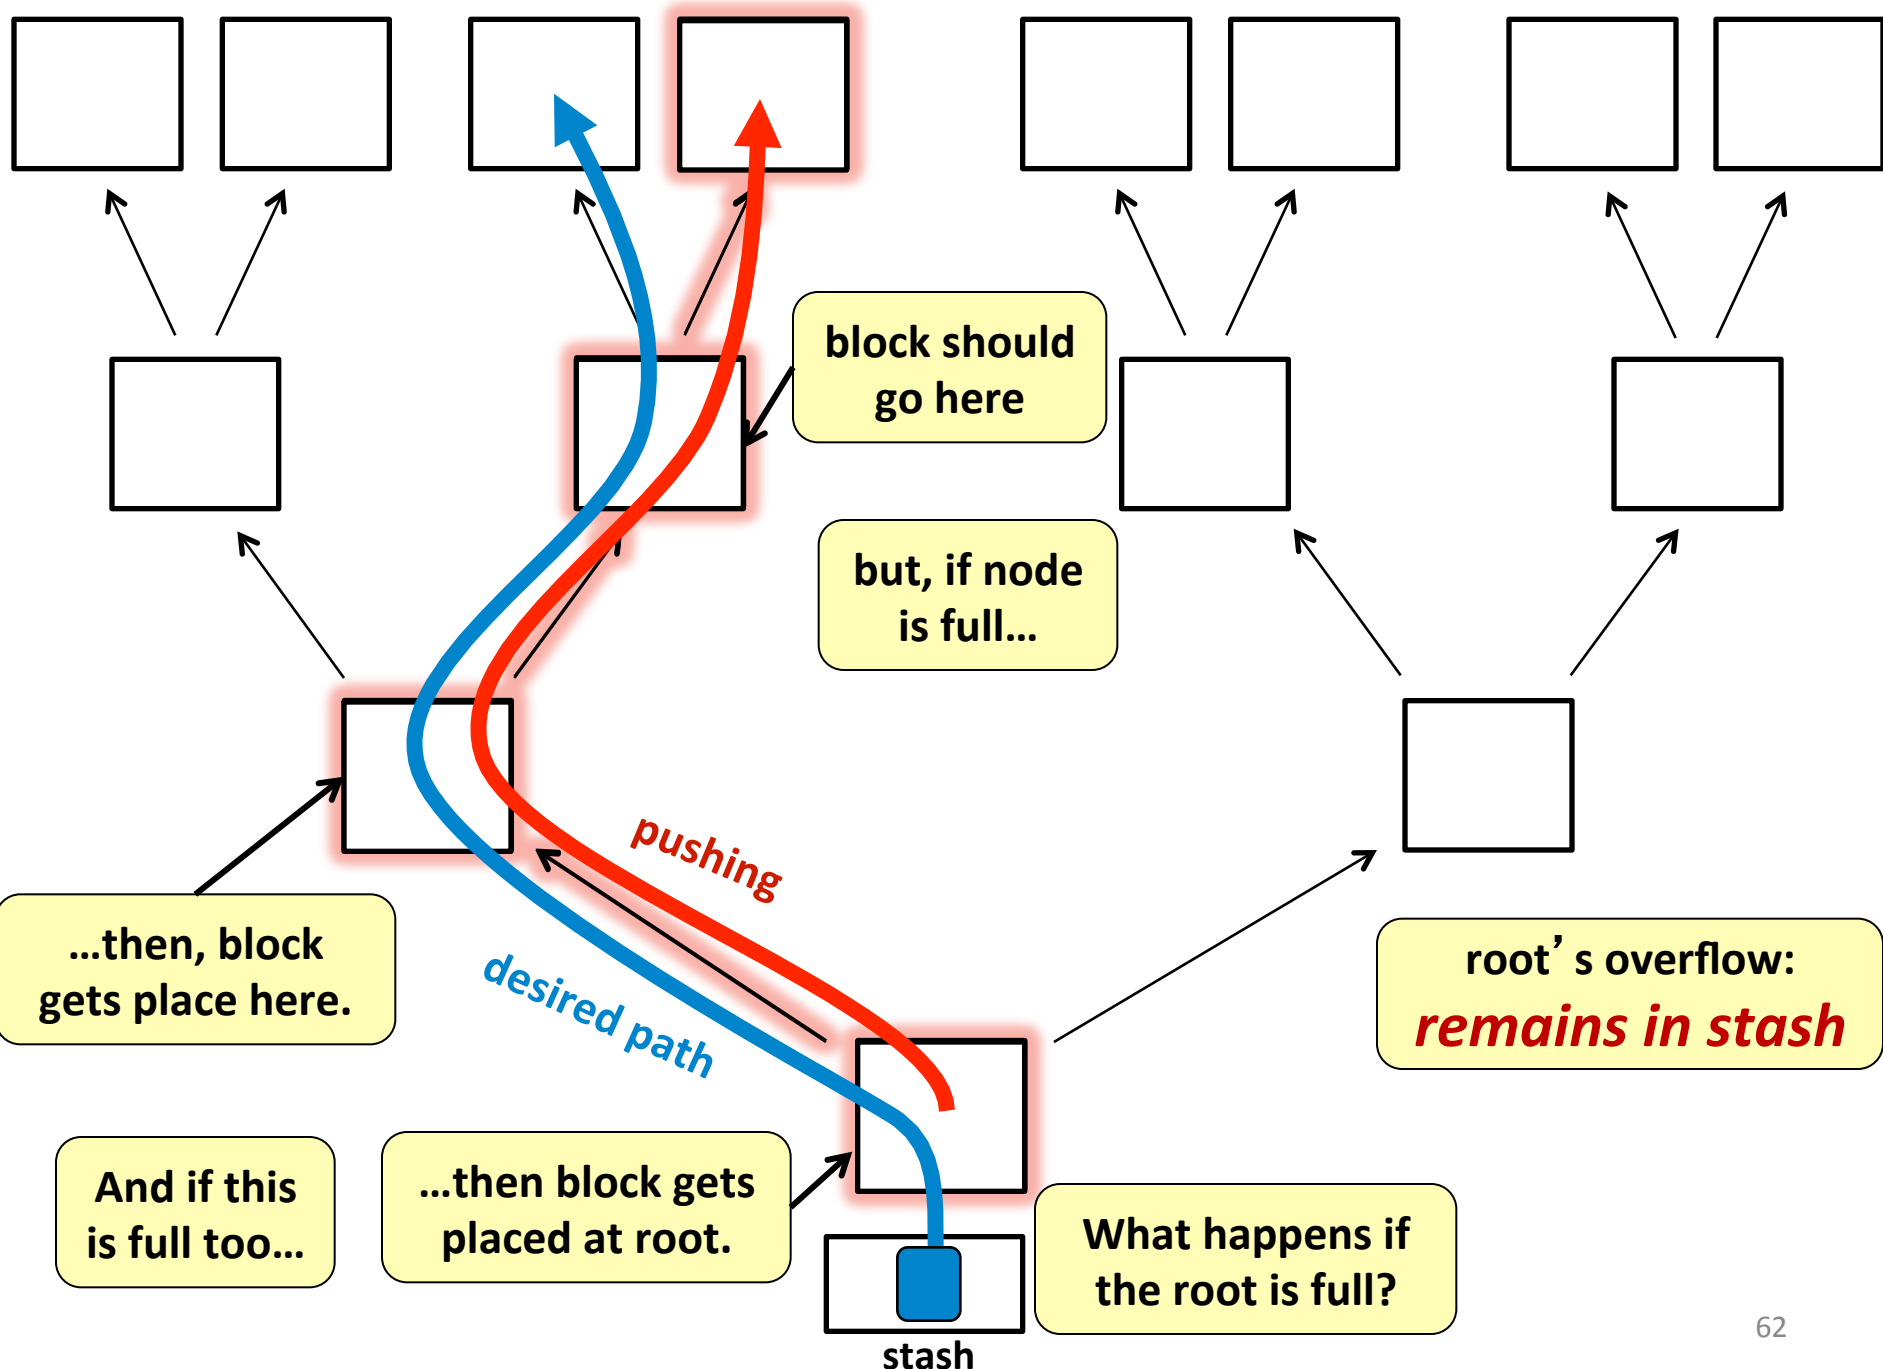 block should
go here
but, if node
is full…
pushing
…then, block
gets place here.
desired path
root’s overflow:
remains in stash
And if this
is full too…
…then block gets
placed at root.
What happens if
the root is full?
stash
62